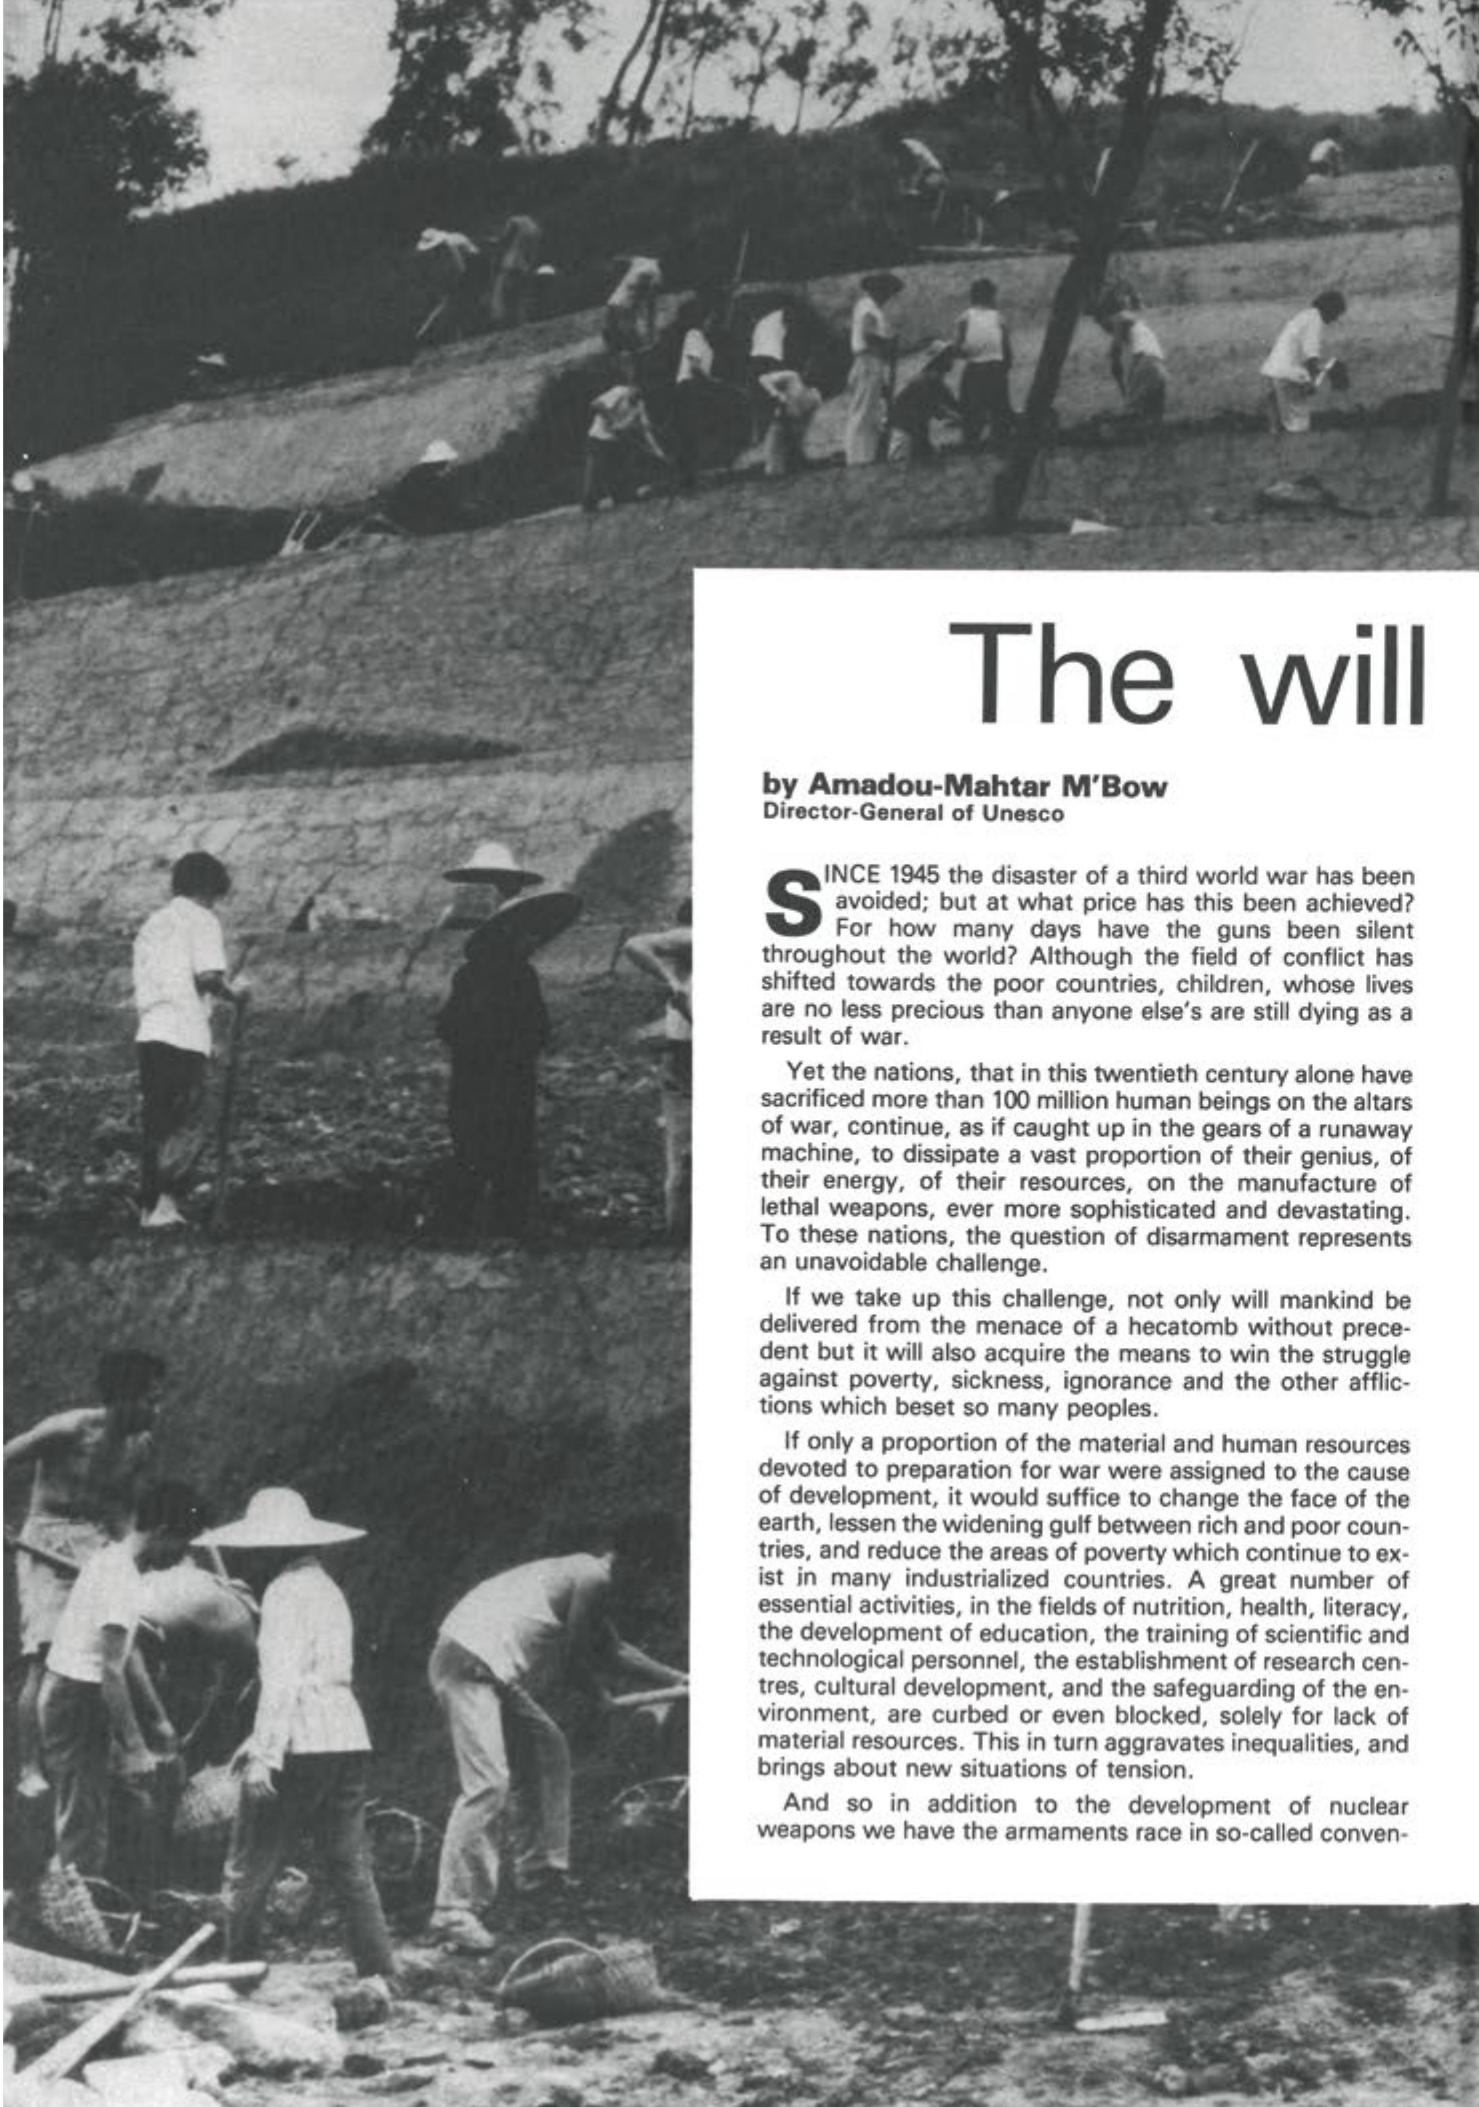 The will
by Amadou-Mahtar M'Bow
Director-General of Unesco
SINCE 1945 the disaster of a third world war has been
avoided; but at what price has this been achieved?
For how many days have the guns been silent
throughout the world? Although the field of conflict has
shifted towards the poor countries, children, whose lives
are no less precious than anyone else's are still dying as a
result of war.
Yet the nations, that in this twentieth century alone have
sacrificed more than 100 million human beings on the altars
of war, continue, as if caught up in the gears of a runaway
machine, to dissipate a vast proportion of their genius, of
their energy, of their resources, on the manufacture of
lethal weapons, ever more sophisticated and devastating.
To these nations, the question of disarmament represents
an unavoidable challenge.
If we take up this challenge, not only will mankind be
delivered from the menace of a hecatomb without prece-
dent but it will also acquire the means to win the struggle
against poverty, sickness, ignorance and the other afflic-
tions which beset so many peoples.
If only a proportion of the material and human resources
devoted to preparation for war were assigned to the cause
of development, it would suffice to change the face of the
earth, lessen the widening gulf between rich and poor coun-
tries, and reduce the areas of poverty which continue to ex-
ist in many industrialized countries. A great number of
essential activities, in the fields of nutrition, health, literacy,
the development of education, the training of scientific and
technological personnel, the establishment of research cen-
tres, cultural development, and the safeguarding of the en-
vironment, are curbed or even blocked, solely for lack of
material resources. This in turn aggravates inequalities, and
brings about new situations of tension.
And so in addition to the development of nuclear
weapons we have the armaments race in so-called conven-